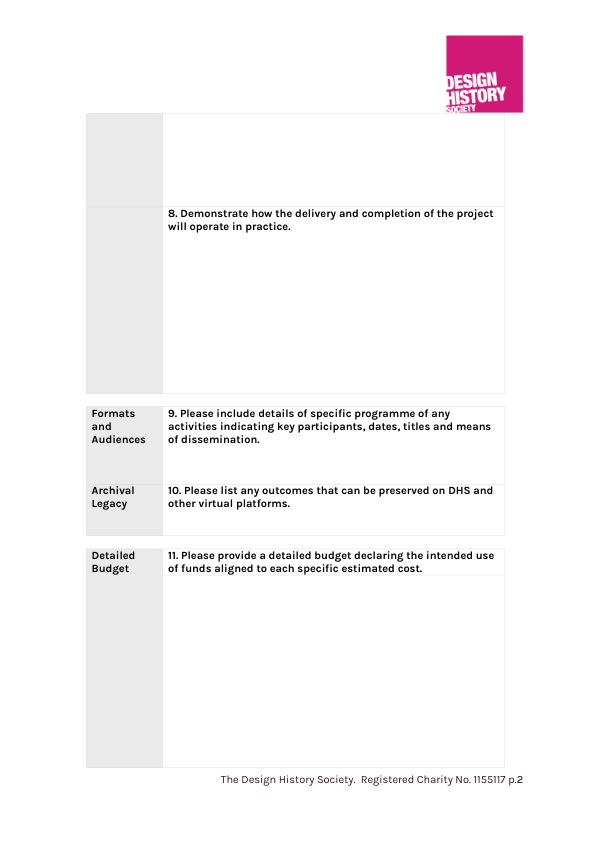 DESIGN
HISTORY
SOCIETY
8. Demonstrate how the delivery and completion of the project
will operate in practice.
Formats
and
Audiences
9. Please include details of specific programme of any
activities indicating key participants, dates, titles and means
of dissemination.
Archival
Legacy
10. Please list any outcomes that can be preserved on DHS and
other virtual platforms.
Detailed
Budget
11. Please provide a detailed budget declaring the intended use
of funds aligned to each specific estimated cost.
The Design History Society.  Registered Charity No. 1155117 p.2